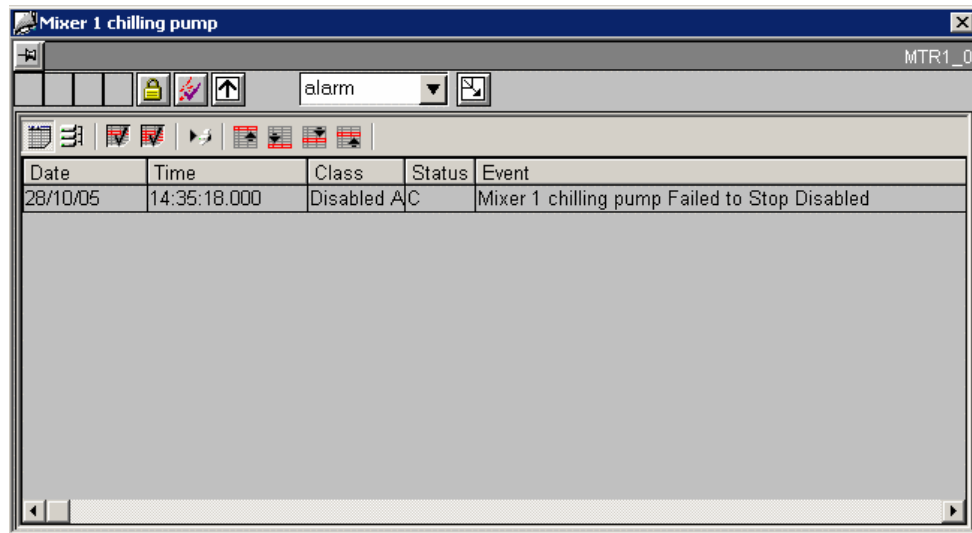 Mixer 1 chilling pump
MTR1_0
alarm
Date Time Class Status Event
28/10/05 14:35:18.000 Disabled A C Mixer 1 chilling pump Failed to Stop Disabled